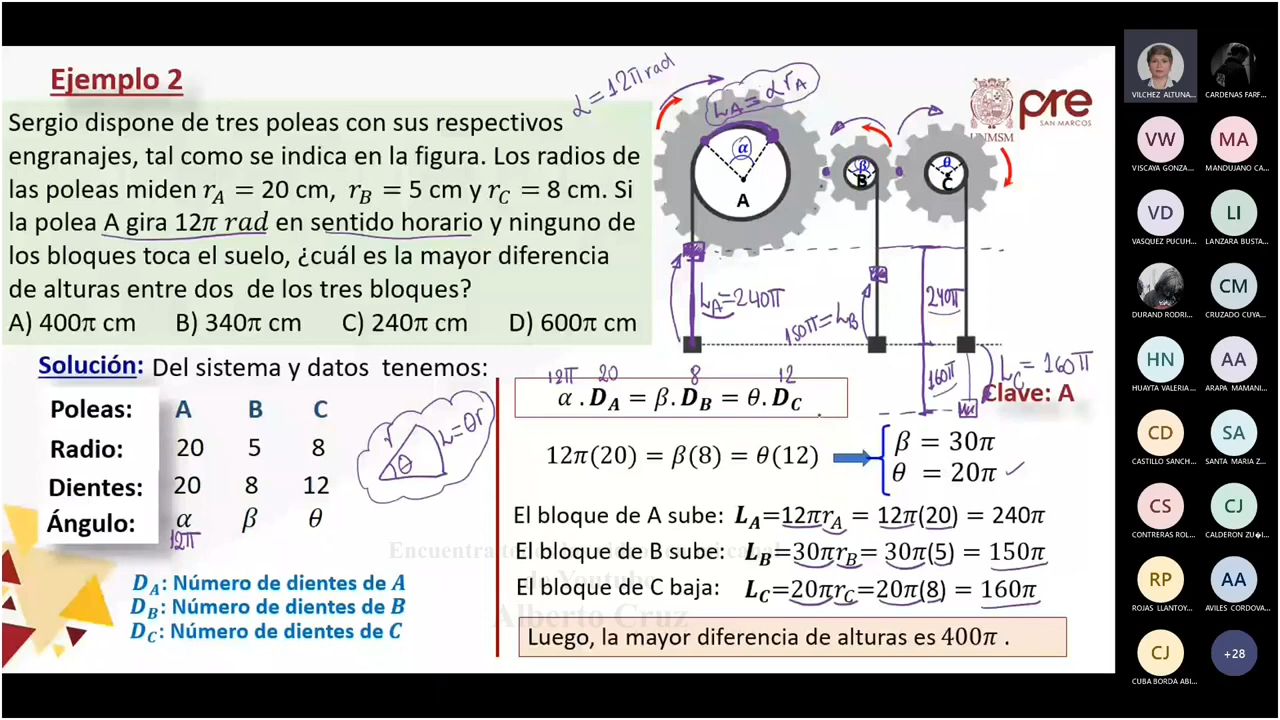 Ejemplo 2
α = 12π rad
Sergio dispone de tres poleas con sus respectivos
engranajes, tal como se indica en la figura. Los radios de
las poleas miden r_A = 20 cm, r_B = 5 cm y r_C = 8 cm. Si
la polea A gira 12π rad en sentido horario y ninguno de
los bloques toca el suelo, ¿cuál es la mayor diferencia
de alturas entre dos de los tres bloques?
A) 400π cm B) 340π cm C) 240π cm D) 600π cm
L_A = α r_A
α
A
β
B
θ
C
UNMSM
pre
SAN MARCOS
L_A = 240π
150π = L_B
240π
160π
L_C = 160π
Clave: A
Solución: Del sistema y datos tenemos:
Poleas: A B C
Radio: 20 5 8
Dientes: 20 8 12
Ángulo: α β θ
12π
r
θ
L = θr
D_A: Número de dientes de A
D_B: Número de dientes de B
D_C: Número de dientes de C
12π 20 8 12
α . D_A = β. D_B = θ. D_C
12π(20) = β(8) = θ(12)
β = 30π
θ = 20π
El bloque de A sube: L_A=12πr_A = 12π(20) = 240π
El bloque de B sube: L_B=30πr_B= 30π(5) = 150π
El bloque de C baja: L_C=20πr_C=20π(8) = 160π
Luego, la mayor diferencia de alturas es 400π .
Encuentra
de Youtube
Alberto Cruz
VILCHEZ ALTUNA...
CARDENAS FARF...
VW
VISCAYA GONZA...
MA
MANDUJANO CA...
VD
VASQUEZ PUCUH...
LI
LANZARA BUSTA...
DURAND RODRI...
CM
CRUZADO CUYA...
HN
HUAYTA VALERIA...
AA
ARAPA MAMANI...
CD
CASTILLO SANCH...
SA
SANTA MARIA Z...
CS
CONTRERAS ROL...
CJ
RP
ROJAS LLANTOY...
AA
AVILES CORDOVA...
CJ
CUBA BORDA ABI...
+28